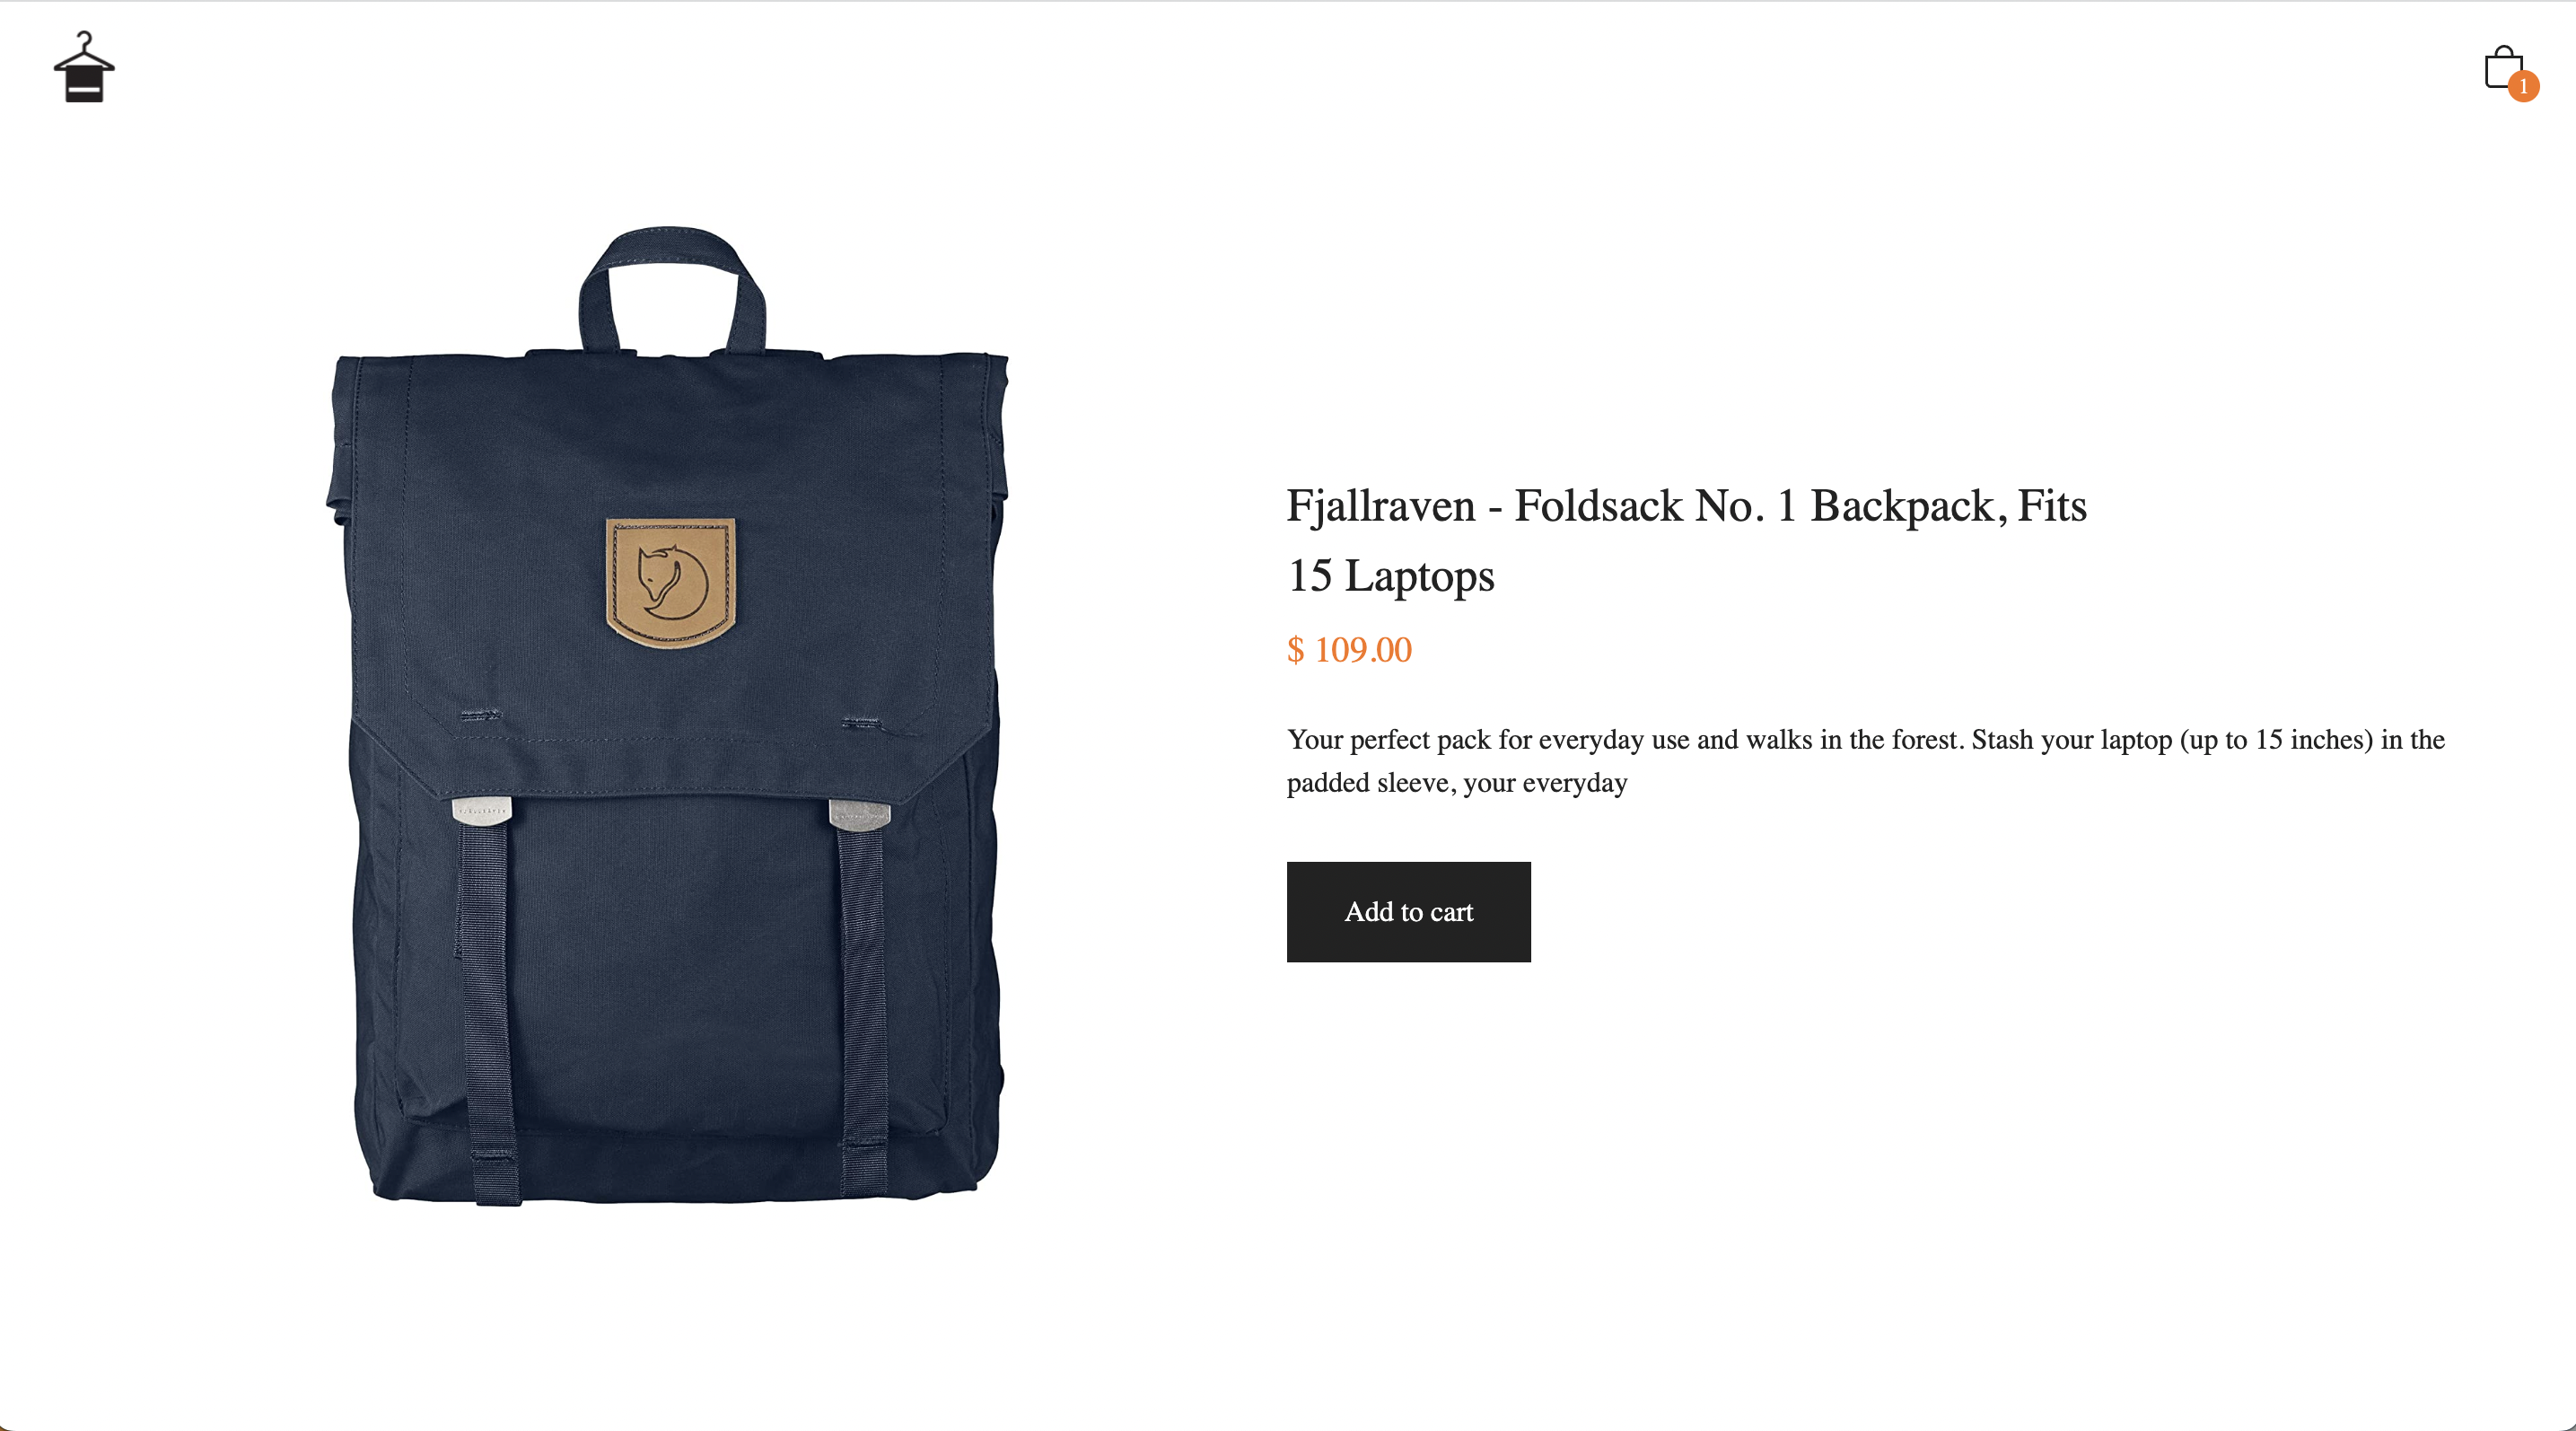 1
Fjallraven - Foldsack No. 1 Backpack, Fits
15 Laptops
$ 109.00
Your perfect pack for everyday use and walks in the forest. Stash your laptop (up to 15 inches) in the
padded sleeve, your everyday
Add to cart